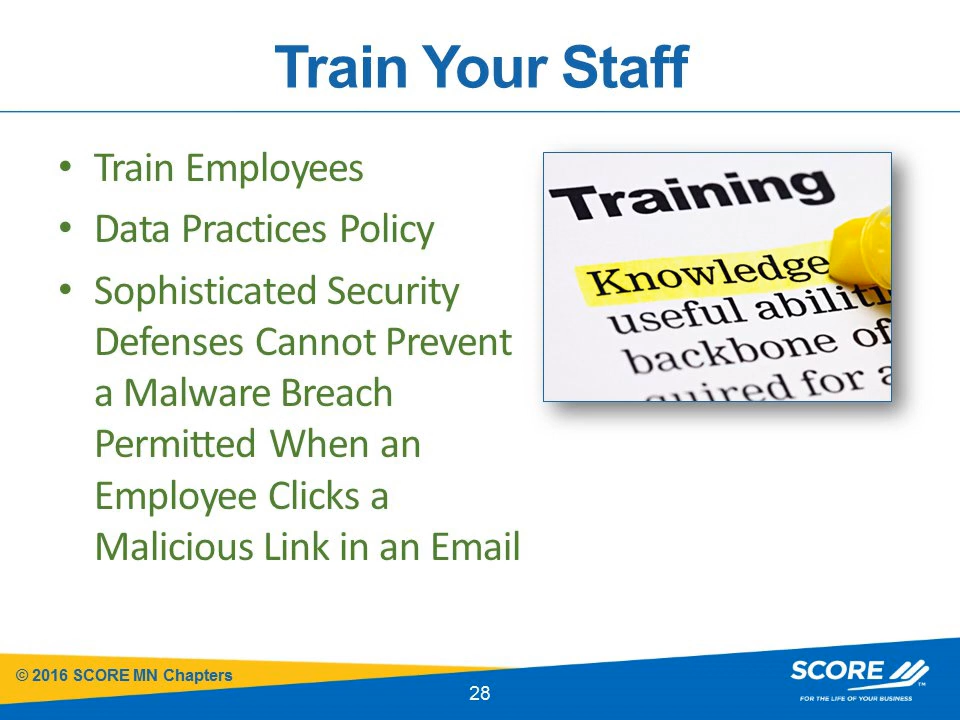 Train Your Staff
• Train Employees
• Data Practices Policy
• Sophisticated Security
Defenses Cannot Prevent
a Malware Breach
Permitted When an
Employee Clicks a
Malicious Link in an Email
Training
Knowledge
useful abiliti
backbone of
quired for a
© 2016 SCORE MN Chapters
28
SCORE
TM
FOR THE LIFE OF YOUR BUSINESS